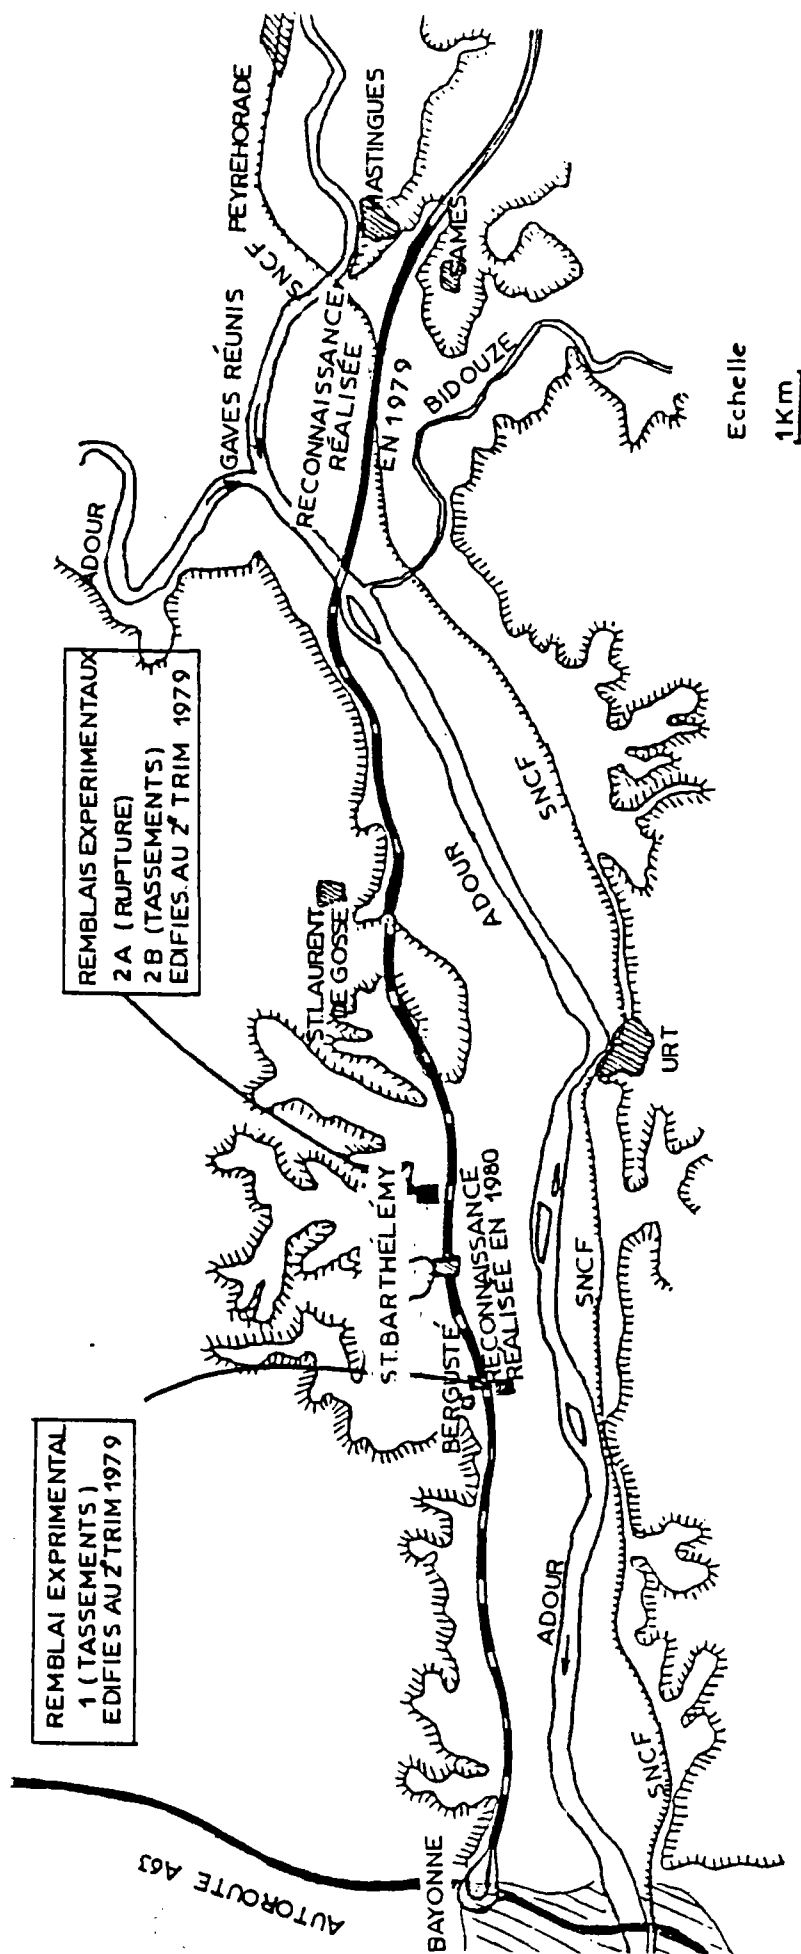 REMBLAI EXPRIMENTAL
1 (TASSEMENTS)
EDIFIES AU 2° TRIM 1979
REMBLAIS EXPERIMENTAUX
2A (RUPTURE)
2B (TASSEMENTS)
EDIFIES.AU 2° TRIM 1979
AUTOROUTE A63
BAYONNE
ADOUR
SNCF
BERGUSTÉ
RECONNAISSANCE
RÉALISÉE EN 1980
ST.BARTHÉLÉMY
SNCF
URT
ST.LAURENT
DE GOSSE
ADOUR
SNCF
ADOUR
GAVES RÉUNIS
RECONNAISSANCE
RÉALISÉE
EN 1979
BIDOUZE
SNCF
PEYREHORADE
HASTINGUES
SAMES
Echelle
1Km